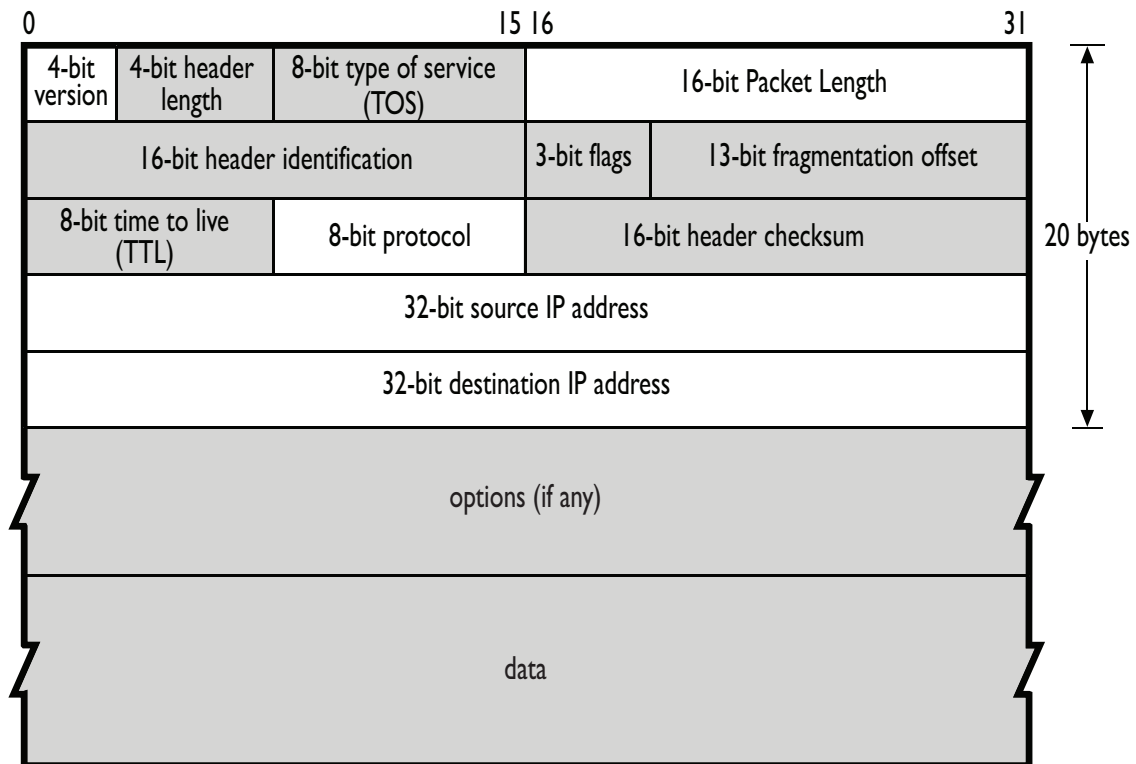 0 15 16 31
4-bit version
4-bit header length
8-bit type of service (TOS)
16-bit Packet Length
16-bit header identification
3-bit flags
13-bit fragmentation offset
8-bit time to live (TTL)
8-bit protocol
16-bit header checksum
20 bytes
32-bit source IP address
32-bit destination IP address
options (if any)
data